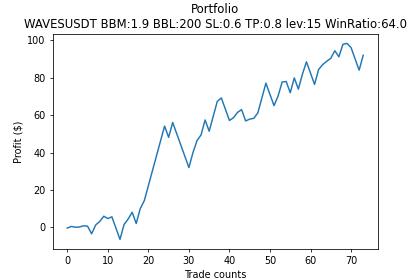 Portfolio
WAVESUSDT BBM:1.9 BBL:200 SL:0.6 TP:0.8 lev:15 WinRatio:64.0
100
80
60
40
20
0
Profit ($)
0 10 20 30 40 50 60 70
Trade counts